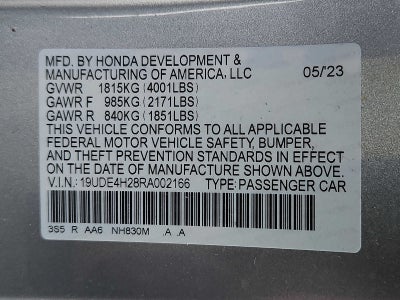 MFD. BY HONDA DEVELOPMENT &
MANUFACTURING OF AMERICA, LLC 05/'23
GVWR 1815KG (4001LBS)
GAWR F 985KG (2171LBS)
GAWR R 840KG (1851LBS)
THIS VEHICLE CONFORMS TO ALL APPLICABLE
FEDERAL MOTOR VEHICLE SAFETY, BUMPER,
AND THEFT PREVENTION STANDARDS IN EFFECT
ON THE DATE OF MANUFACTURE SHOWN ABOVE.
V.I.N.: 19UDE4H28RA002166 TYPE: PASSENGER CAR
3S5 R AA6 NH830M .A .A